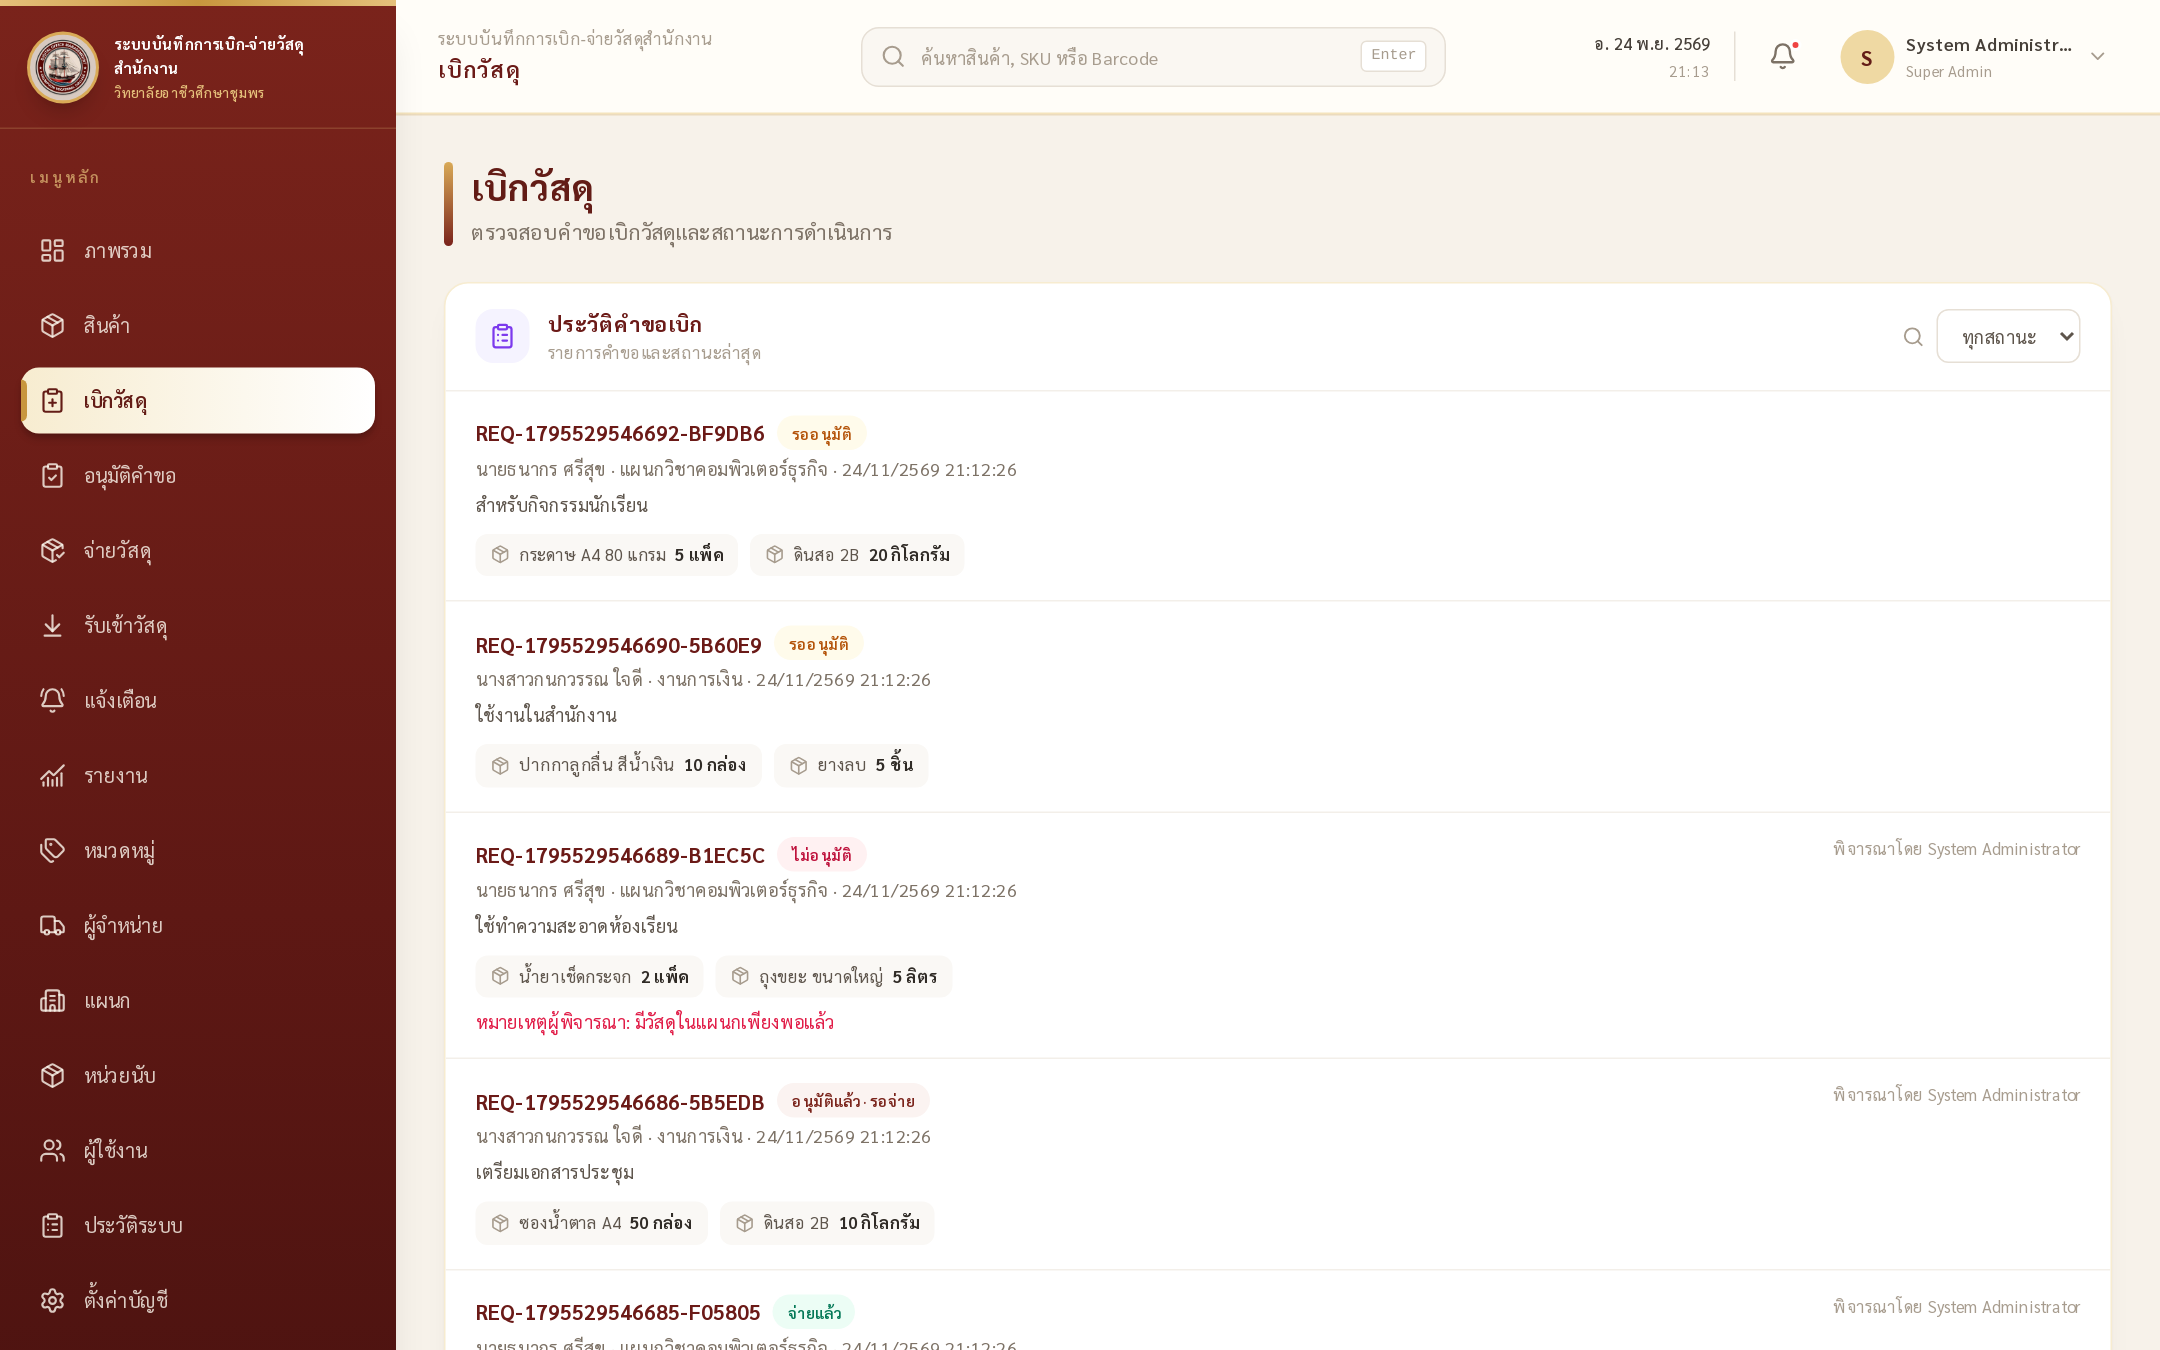 ระบบบันทึกการเบิก-จ่ายวัสดุ
สำนักงาน
วิทยาลัยอาชีวศึกษาชุมพร
เมนูหลัก
ภาพรวม
สินค้า
เบิกวัสดุ
อนุมัติคำขอ
จ่ายวัสดุ
รับเข้าวัสดุ
แจ้งเตือน
รายงาน
หมวดหมู่
ผู้จำหน่าย
แผนก
หน่วยนับ
ผู้ใช้งาน
ประวัติระบบ
ตั้งค่าบัญชี
ระบบบันทึกการเบิก-จ่ายวัสดุสำนักงาน
เบิกวัสดุ
ค้นหาสินค้า, SKU หรือ Barcode
Enter
อ. 24 พ.ย. 2569
21:13
S
System Administr...
Super Admin
เบิกวัสดุ
ตรวจสอบคำขอเบิกวัสดุและสถานะการดำเนินการ
ประวัติคำขอเบิก
รายการคำขอและสถานะล่าสุด
ทุกสถานะ
REQ-1795529546692-BF9DB6 รออนุมัติ
นายธนากร ศรีสุข · แผนกวิชาคอมพิวเตอร์ธุรกิจ · 24/11/2569 21:12:26
สำหรับกิจกรรมนักเรียน
กระดาษ A4 80 แกรม 5 แพ็ค ดินสอ 2B 20 กิโลกรัม
REQ-1795529546690-5B60E9 รออนุมัติ
นางสาวกนกวรรณ ใจดี · งานการเงิน · 24/11/2569 21:12:26
ใช้งานในสำนักงาน
ปากกาลูกลื่น สีน้ำเงิน 10 กล่อง ยางลบ 5 ชิ้น
REQ-1795529546689-B1EC5C ไม่อนุมัติ พิจารณาโดย System Administrator
นายธนากร ศรีสุข · แผนกวิชาคอมพิวเตอร์ธุรกิจ · 24/11/2569 21:12:26
ใช้ทำความสะอาดห้องเรียน
น้ำยาเช็ดกระจก 2 แพ็ค ถุงขยะ ขนาดใหญ่ 5 ลิตร
หมายเหตุผู้พิจารณา: มีวัสดุในแผนกเพียงพอแล้ว
REQ-1795529546686-5B5EDB อนุมัติแล้ว · รอจ่าย พิจารณาโดย System Administrator
นางสาวกนกวรรณ ใจดี · งานการเงิน · 24/11/2569 21:12:26
เตรียมเอกสารประชุม
ซองน้ำตาล A4 50 กล่อง ดินสอ 2B 10 กิโลกรัม
REQ-1795529546685-F05805 จ่ายแล้ว พิจารณาโดย System Administrator
นายธนากร ศรีสุข · แผนกวิชาคอมพิวเตอร์ธุรกิจ · 24/11/2569 21:12:26